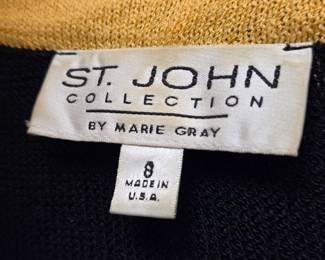 ST. JOHN
COLLECTION
BY MARIE GRAY
8
MADE IN
U.S.A.